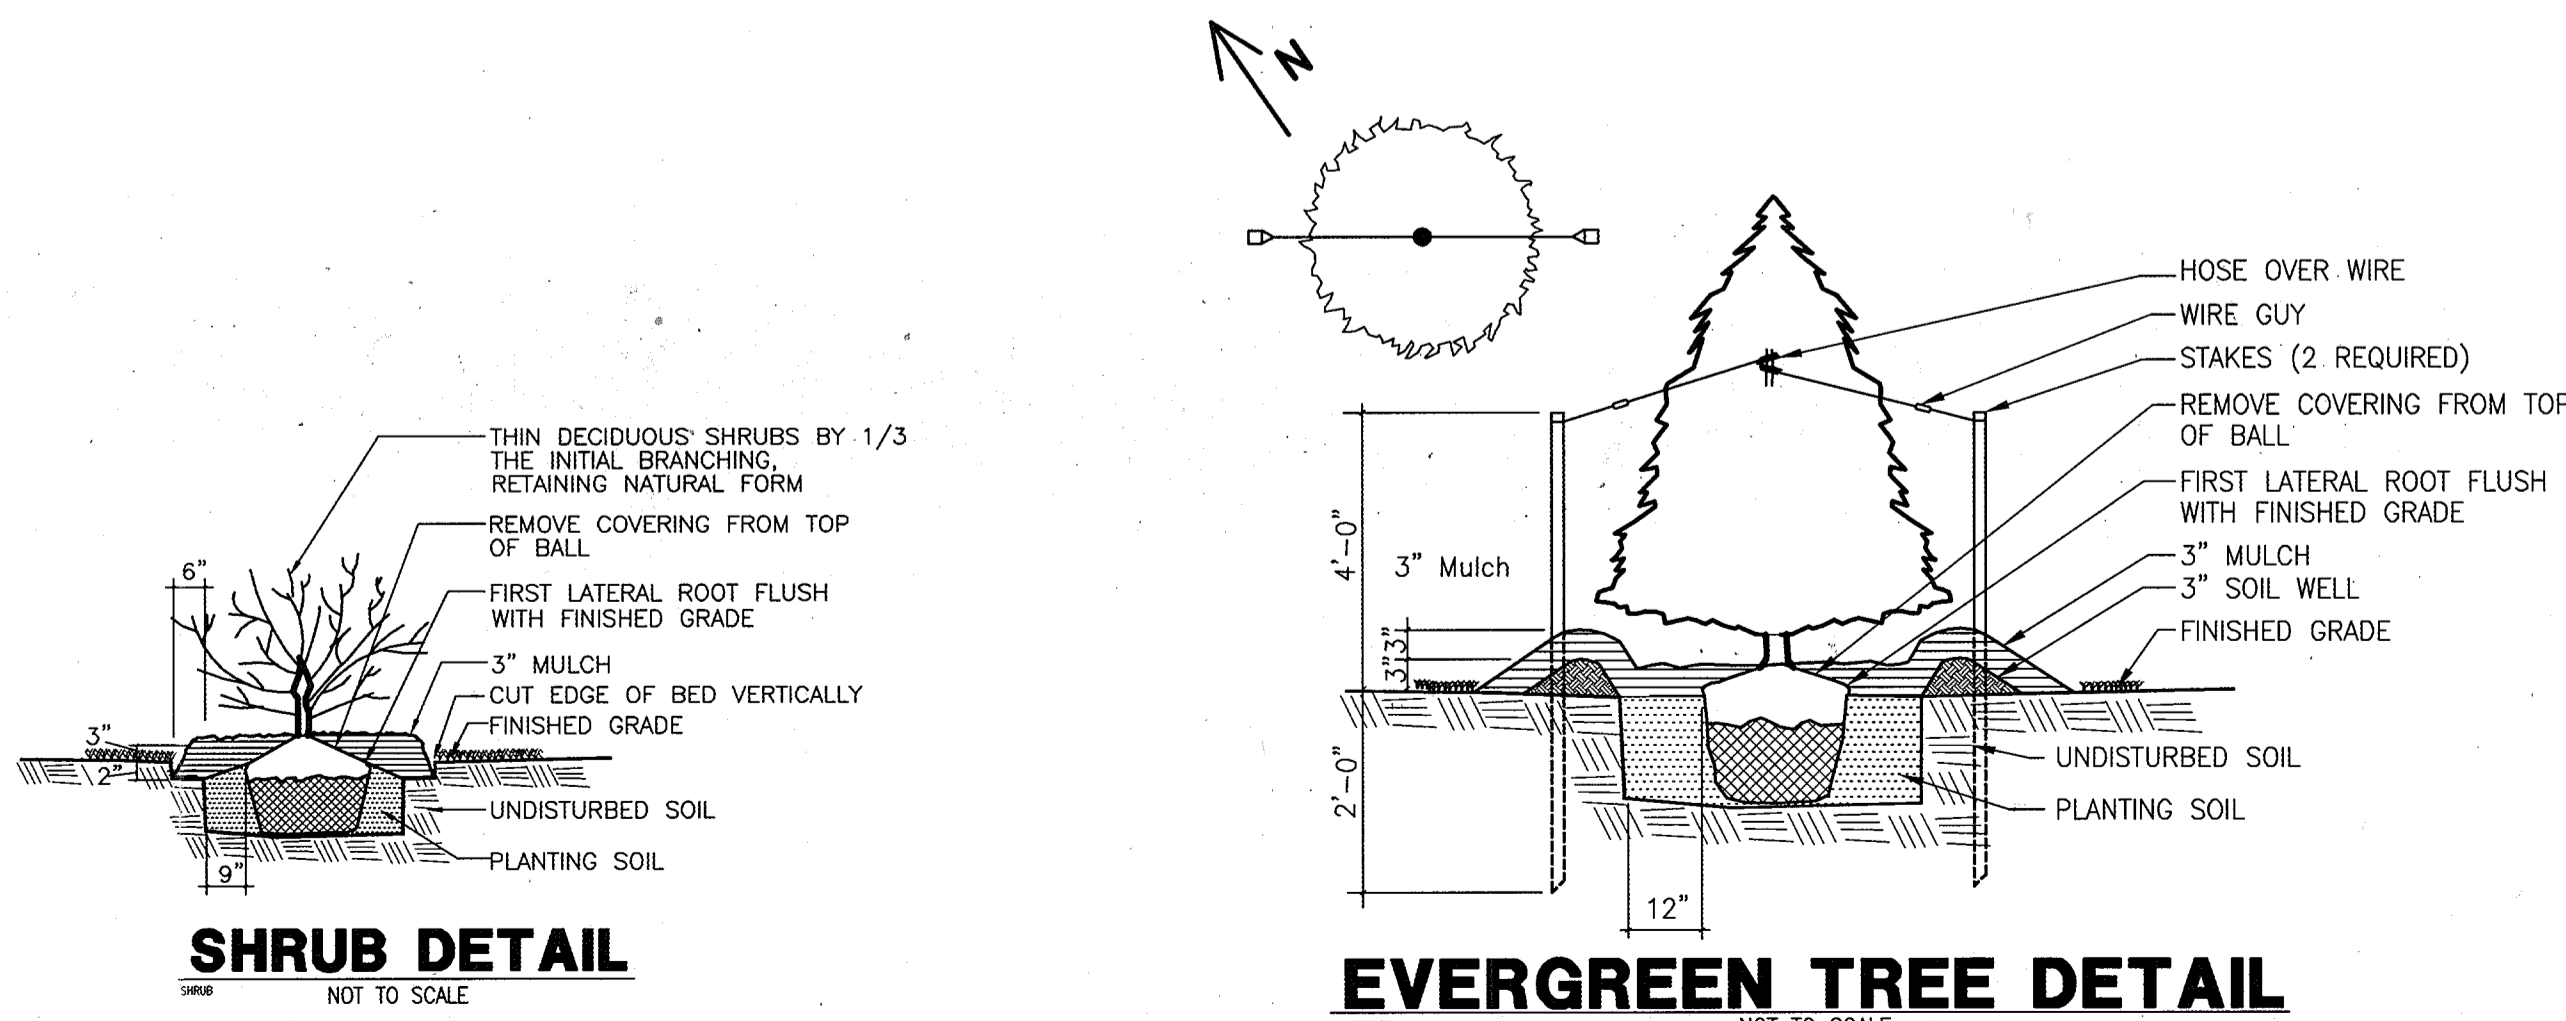 N
THIN DECIDUOUS SHRUBS BY 1/3
THE INITIAL BRANCHING,
RETAINING NATURAL FORM
REMOVE COVERING FROM TOP
OF BALL
6"
FIRST LATERAL ROOT FLUSH
WITH FINISHED GRADE
3" MULCH
CUT EDGE OF BED VERTICALLY
FINISHED GRADE
3"
2"
UNDISTURBED SOIL
PLANTING SOIL
9"
SHRUB DETAIL
SHRUB
NOT TO SCALE
HOSE OVER WIRE
WIRE GUY
STAKES (2 REQUIRED)
REMOVE COVERING FROM TOP
OF BALL
FIRST LATERAL ROOT FLUSH
WITH FINISHED GRADE
3" MULCH
3" SOIL WELL
FINISHED GRADE
4'-0"
3" Mulch
3"
3"
2'-0"
UNDISTURBED SOIL
PLANTING SOIL
12"
EVERGREEN TREE DETAIL
NOT TO SCALE